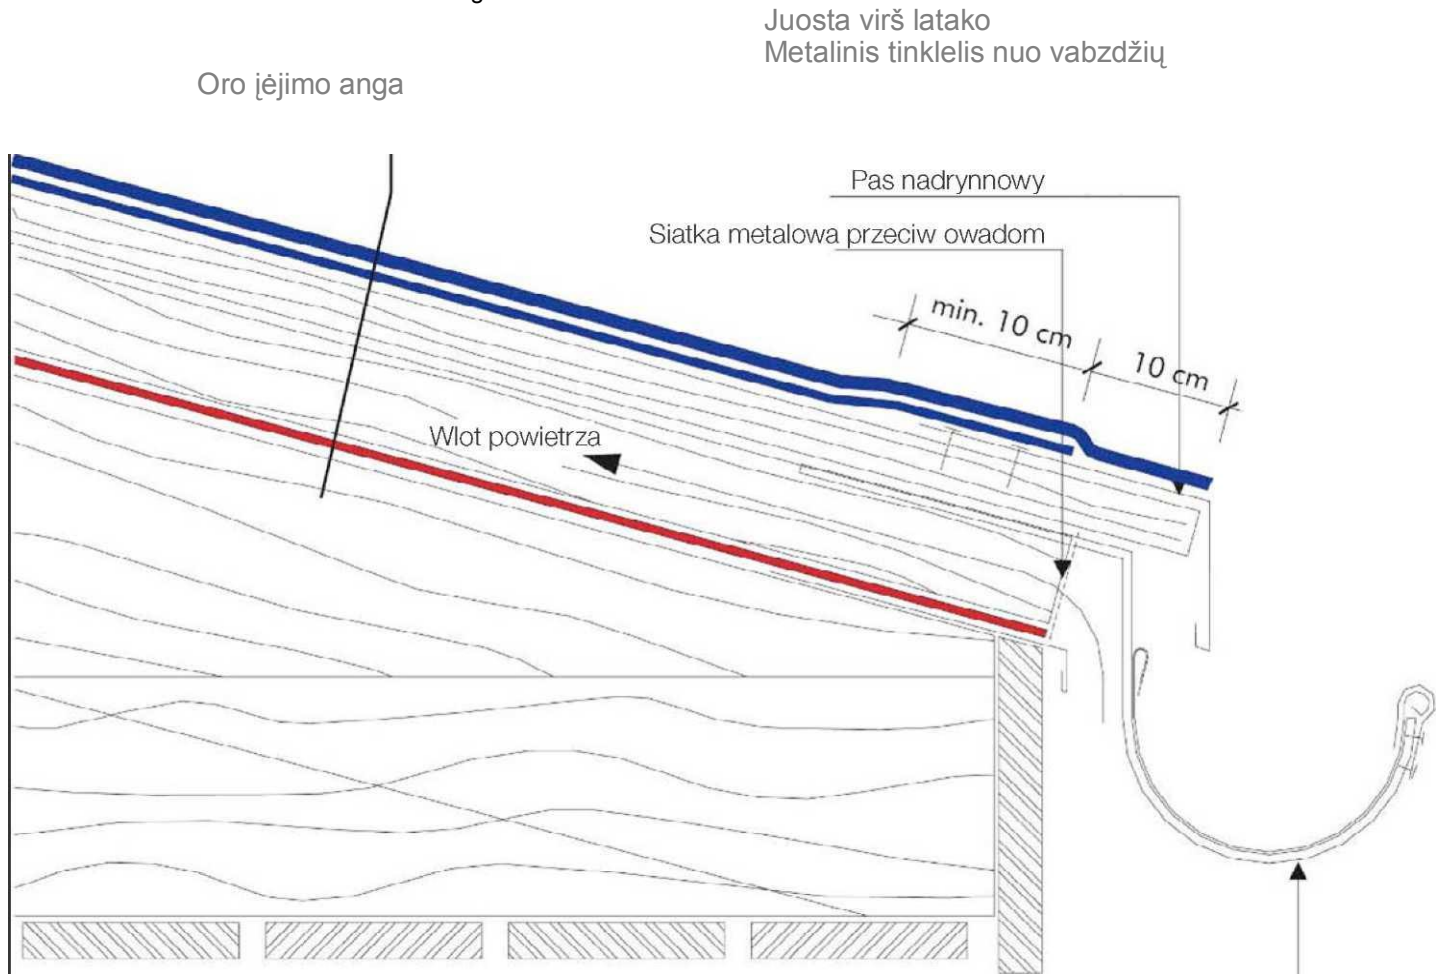 Juosta virš latako
Metalinis tinklelis nuo vabzdžių
Oro įėjimo anga
Pas nadrynnowy
Siatka metalowa przeciw owadom
min. 10 cm
10 cm
Wlot powietrza